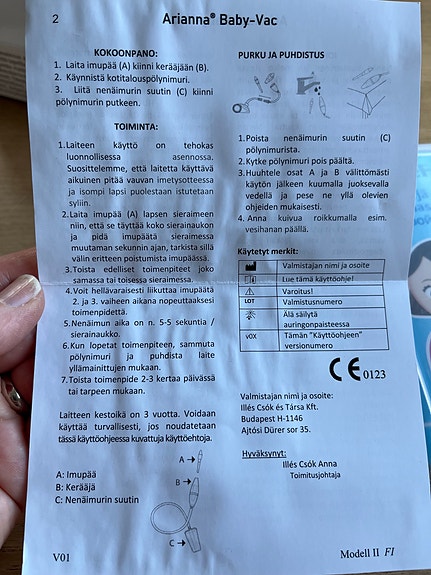 2
Arianna® Baby-Vac
KOKOONPANO:
1. Laita imupää (A) kiinni kerääjään (B).
2. Käynnistä kotitalouspölynimuri.
3. Liitä nenäimurin suutin (C) kiinni
pölynimurin putkeen.
TOIMINTA:
1.Laiteen käyttö on tehokas
luonnollisessa asennossa.
Suosittelemme, että laitetta käyttävä
aikuinen pitää vauvan imetysotteessa
ja isompi lapsi puolestaan istutetaan
syliin.
2.Laita imupää (A) lapsen sieraimeen
niin, että se täyttää koko sierainaukon
ja pidä imupäätä sieraimessa
muutaman sekunnin ajan, tarkista sillä
välin eritteen poistumista imupäässä.
3.Toista edelliset toimenpiteet joko
samassa tai toisessa sieraimessa.
4.Voit hellävaraisesti liikuttaa imupäätä
2. ja 3. vaiheen aikana nopeuttaaksesi
toimenpidettä.
5.Nenäimun aika on n. 5-5 sekuntia /
sierainaukko.
6.Kun lopetat toimenpiteen, sammuta
pölynimuri ja puhdista laite
yllämainittujen mukaan.
7.Toista toimenpide 2-3 kertaa päivässä
tai tarpeen mukaan.
Laitteen kestoikä on 3 vuotta. Voidaan
käyttää turvallisesti, jos noudatetaan
tässä käyttöohjeessa kuvattuja käyttöehtoja.
A: Imupää
B: Kerääjä
C: Nenäimurin suutin
A
B
C
V01
PURKU JA PUHDISTUS
1.Poista nenäimurin suutin (C)
pölynimurista.
2.Kytke pölynimuri pois päältä.
3.Huuhtele osat A ja B välittömästi
käytön jälkeen kuumalla juoksevalla
vedellä ja pese ne yllä olevien
ohjeiden mukaisesti.
4.Anna kuivua roikkumalla esim.
vesihanan päällä.
Käytetyt merkit:
Valmistajan nimi ja osoite
Lue tämä käyttöohje!
Varoitus!
LOT Valmistusnumero
Älä säilytä
auringonpaisteessa
VOX Tämän "Käyttöohjeen"
versionumero
CE 0123
Valmistajan nimi ja osoite:
Illés Csók és Társa Kft.
Budapest H-1146
Ajtósi Dürer sor 35.
Hyväksynyt:
Illés Csók Anna
Toimitusjohtaja
Modell II FI